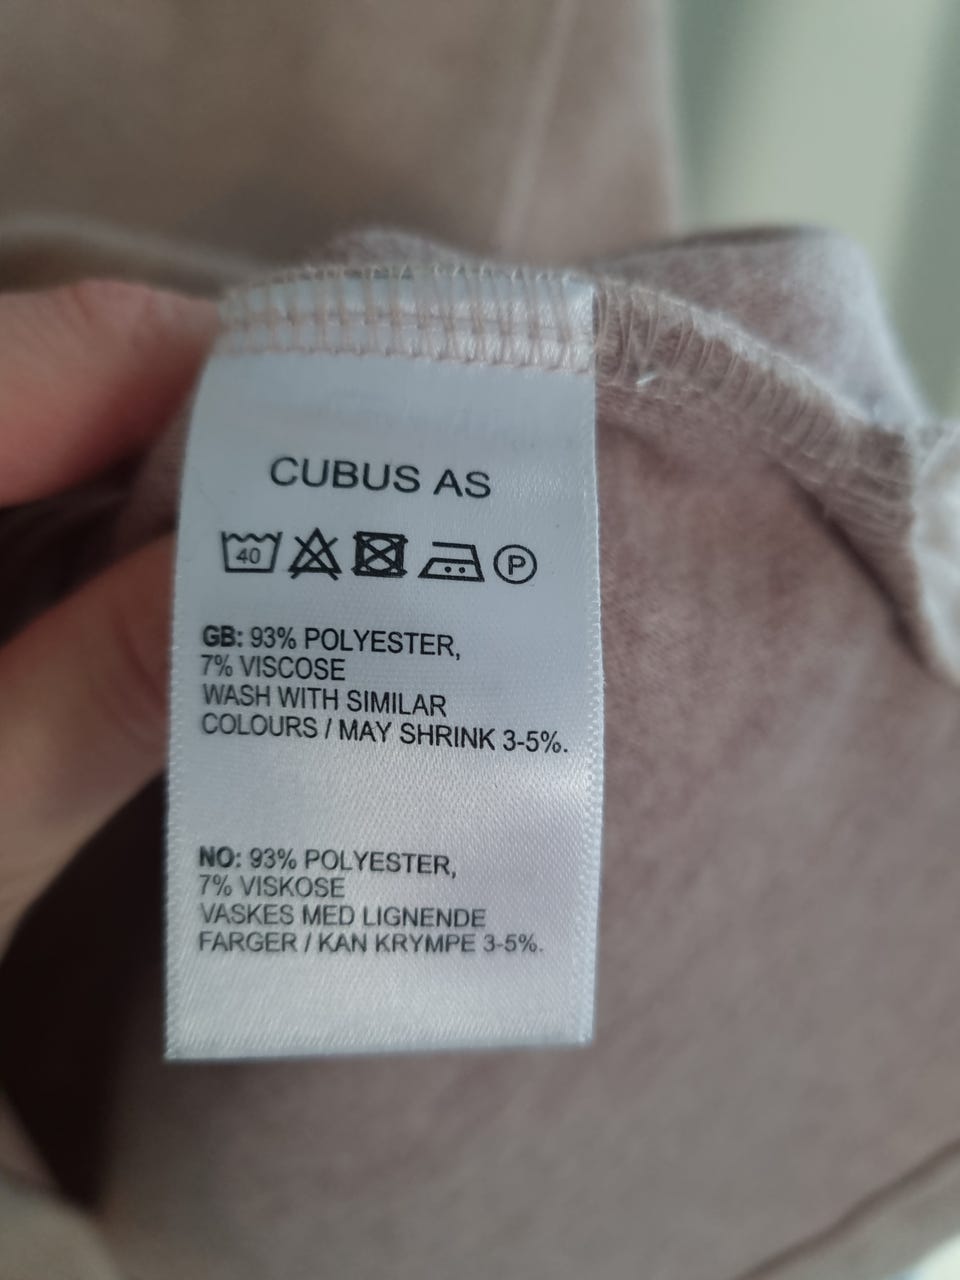 CUBUS AS
40 P
GB: 93% POLYESTER,
7% VISCOSE
WASH WITH SIMILAR
COLOURS / MAY SHRINK 3-5%.
NO: 93% POLYESTER,
7% VISKOSE
VASKES MED LIGNENDE
FARGER / KAN KRYMPE 3-5%.